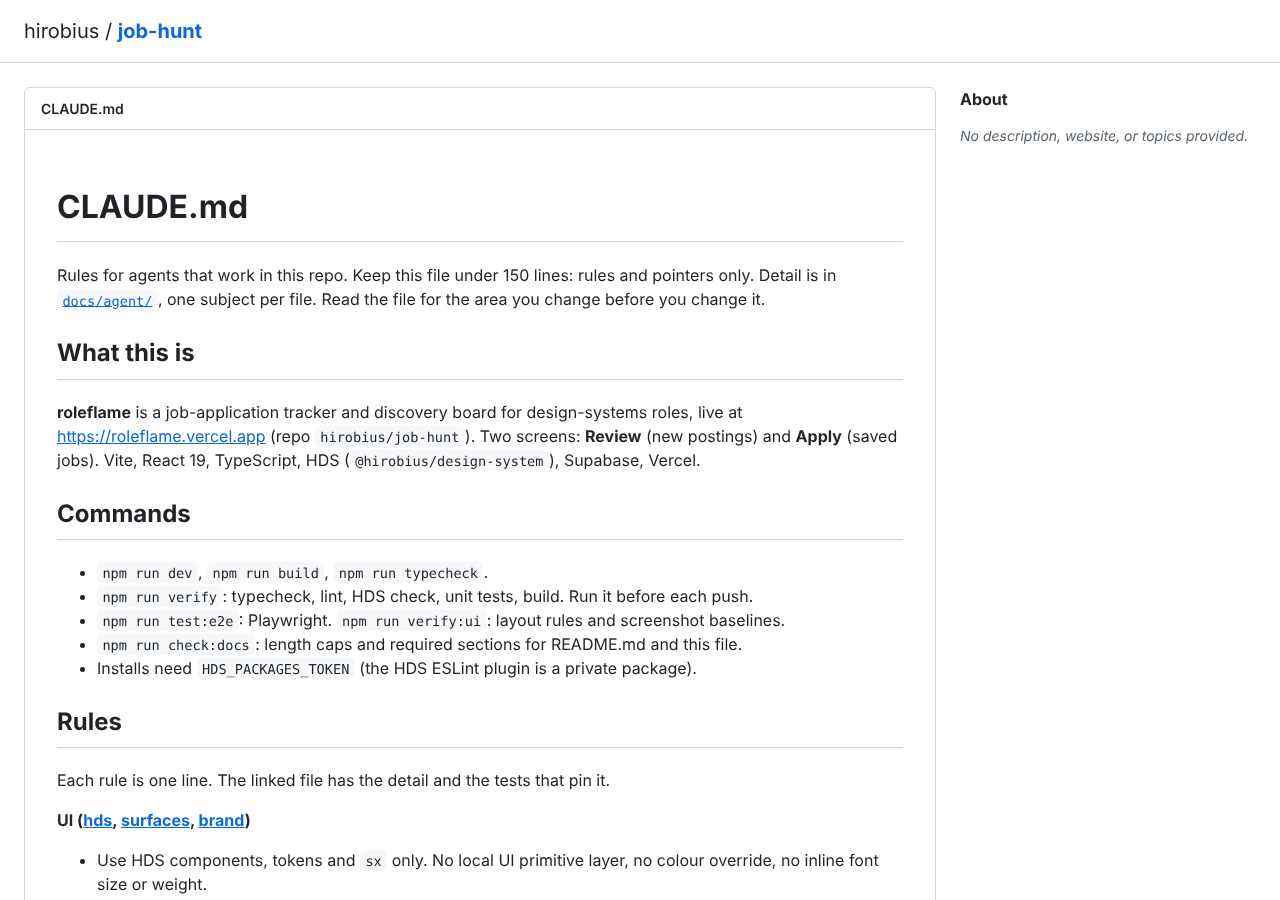 hirobius / job-hunt
CLAUDE.md
About
No description, website, or topics provided.
CLAUDE.md
Rules for agents that work in this repo. Keep this file under 150 lines: rules and pointers only. Detail is in
docs/agent/ , one subject per file. Read the file for the area you change before you change it.
What this is
roleflame is a job-application tracker and discovery board for design-systems roles, live at
https://roleflame.vercel.app (repo hirobius/job-hunt ). Two screens: Review (new postings) and Apply (saved
jobs). Vite, React 19, TypeScript, HDS ( @hirobius/design-system ), Supabase, Vercel.
Commands
• npm run dev , npm run build , npm run typecheck .
• npm run verify : typecheck, lint, HDS check, unit tests, build. Run it before each push.
• npm run test:e2e : Playwright. npm run verify:ui : layout rules and screenshot baselines.
• npm run check:docs : length caps and required sections for README.md and this file.
• Installs need HDS_PACKAGES_TOKEN (the HDS ESLint plugin is a private package).
Rules
Each rule is one line. The linked file has the detail and the tests that pin it.
UI (hds, surfaces, brand)
• Use HDS components, tokens and sx only. No local UI primitive layer, no colour override, no inline font
size or weight.